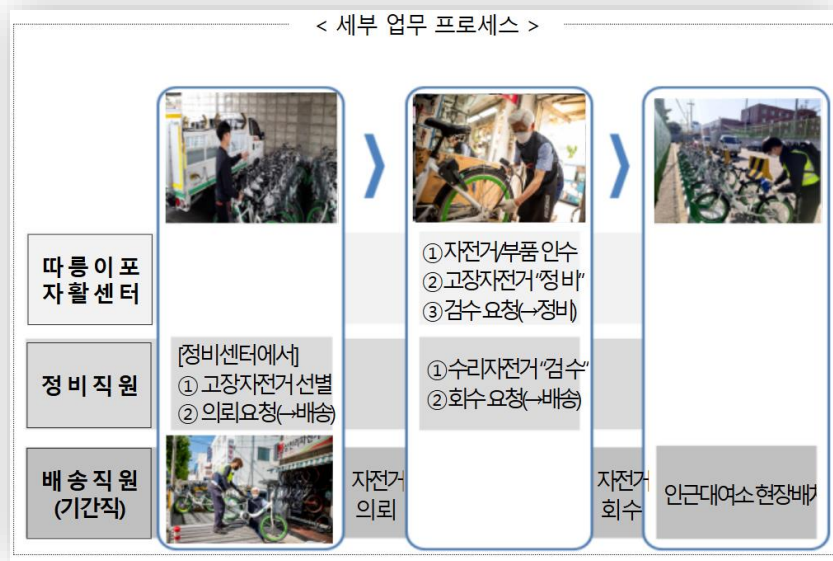 < 세부 업무 프로세스 >
따릉이포
자활센터
①자전거/부품 인수
②고장자전거 "정비"
③검수 요청(→정비)
정비직원
[정비센터에서]
① 고장자전거 선별
② 의뢰요청(→배송)
①수리자전거 "검수"
②회수 요청(→배송)
배송직원
(기간직)
자전거
의뢰
자전거
회수
인근대여소 현장배치